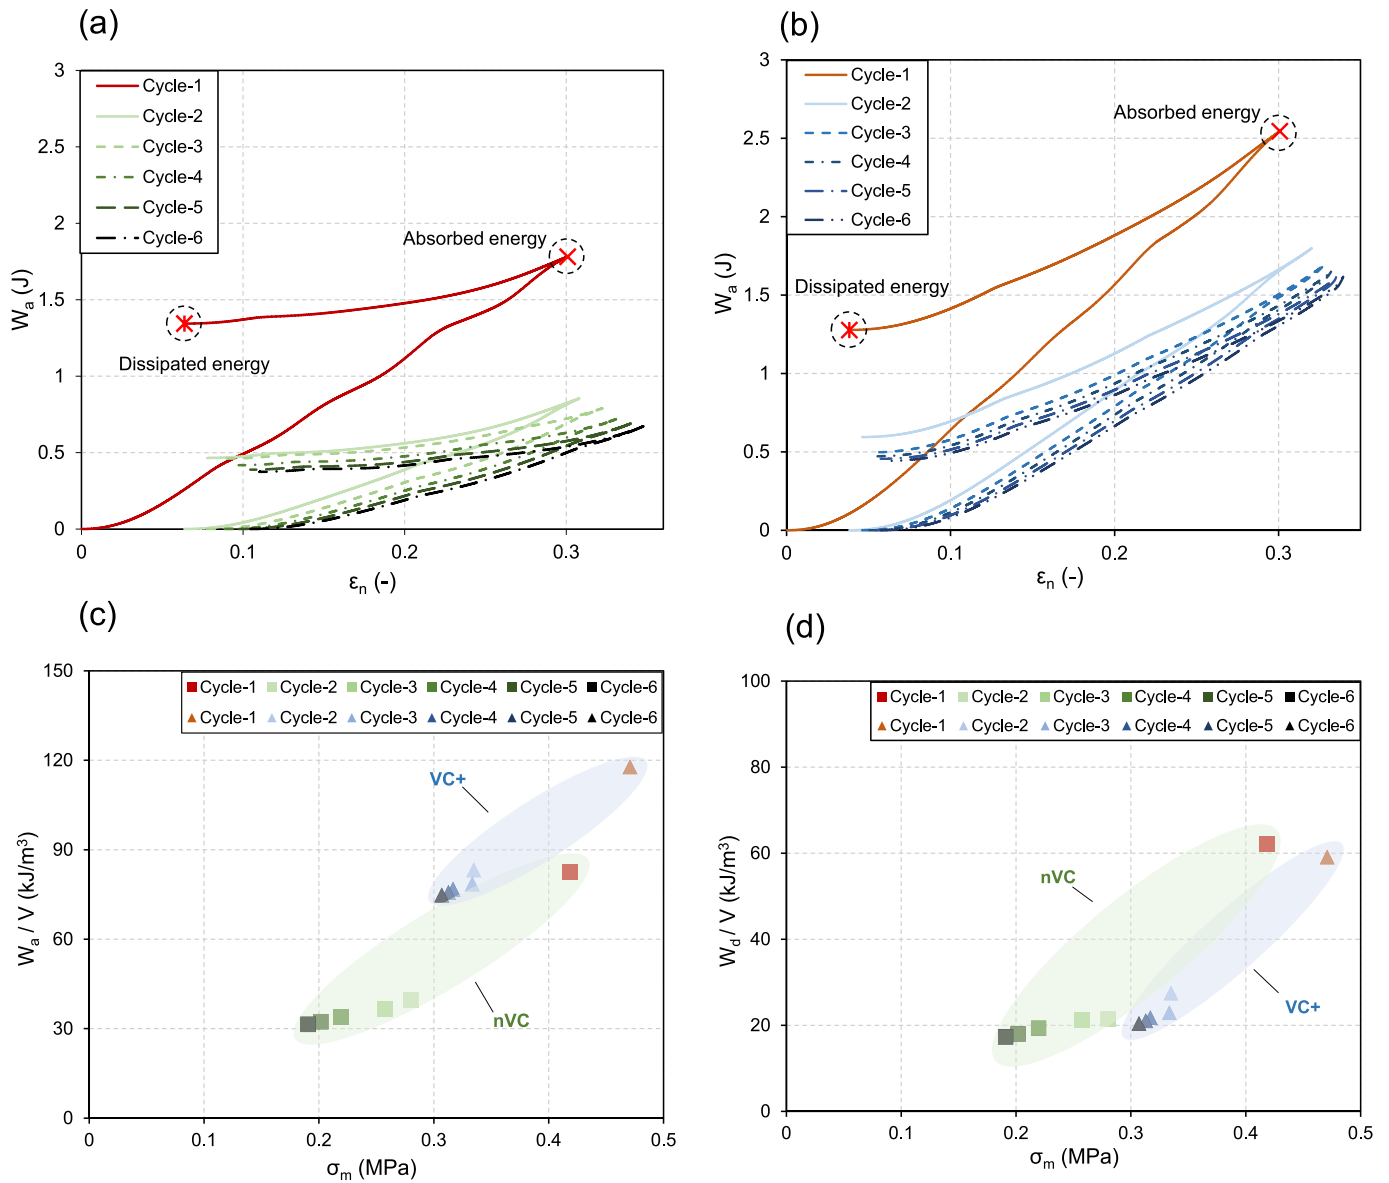 (a)
3
2.5
2
1.5
1
0.5
0
W_a (J)
Cycle-1
Cycle-2
Cycle-3
Cycle-4
Cycle-5
Cycle-6
Absorbed energy
Dissipated energy
0
0.1
0.2
0.3
ε_n (-)
(b)
3
2.5
2
1.5
1
0.5
0
W_a (J)
Cycle-1
Cycle-2
Cycle-3
Cycle-4
Cycle-5
Cycle-6
Absorbed energy
Dissipated energy
0
0.1
0.2
0.3
ε_n (-)
(c)
150
120
90
60
30
0
W_a / V (kJ/m³)
Cycle-1 Cycle-2 Cycle-3 Cycle-4 Cycle-5 Cycle-6
Cycle-1 Cycle-2 Cycle-3 Cycle-4 Cycle-5 Cycle-6
VC+
nVC
0
0.1
0.2
0.3
0.4
0.5
σ_m (MPa)
(d)
100
80
60
40
20
0
W_d / V (kJ/m³)
Cycle-1 Cycle-2 Cycle-3 Cycle-4 Cycle-5 Cycle-6
Cycle-1 Cycle-2 Cycle-3 Cycle-4 Cycle-5 Cycle-6
nVC
VC+
0
0.1
0.2
0.3
0.4
0.5
σ_m (MPa)